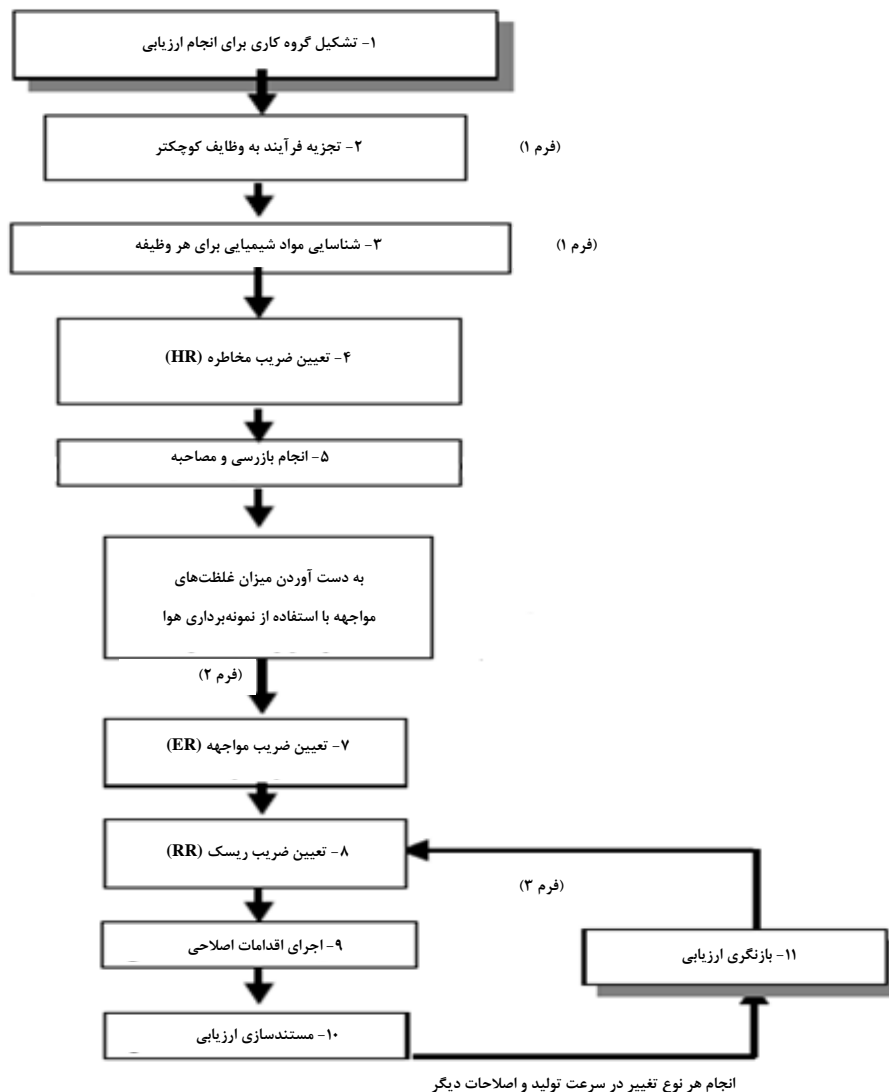 ۱- تشکیل گروه کاری برای انجام ارزیابی
۲- تجزیه فرآیند به وظایف کوچکتر
(فرم ۱)
۳- شناسایی مواد شیمیایی برای هر وظیفه
(فرم ۱)
۴- تعیین ضریب مخاطره (HR)
۵- انجام بازرسی و مصاحبه
به دست آوردن میزان غلظت‌های
مواجهه با استفاده از نمونه‌برداری هوا
(فرم ۲)
۷- تعیین ضریب مواجهه (ER)
۸- تعیین ضریب ریسک (RR)
(فرم ۳)
۹- اجرای اقدامات اصلاحی
۱۱- بازنگری ارزیابی
۱۰- مستندسازی ارزیابی
انجام هر نوع تغییر در سرعت تولید و اصلاحات دیگر